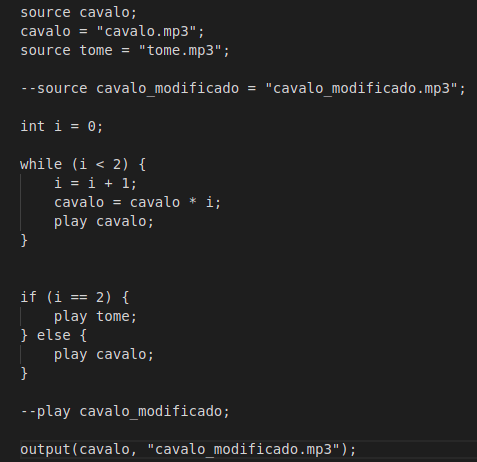 source cavalo;
cavalo = "cavalo.mp3";
source tome = "tome.mp3";
--source cavalo_modificado = "cavalo_modificado.mp3";
int i = 0;
while (i < 2) {
    i = i + 1;
    cavalo = cavalo * i;
    play cavalo;
}
if (i == 2) {
    play tome;
} else {
    play cavalo;
}
--play cavalo_modificado;
output(cavalo, "cavalo_modificado.mp3");